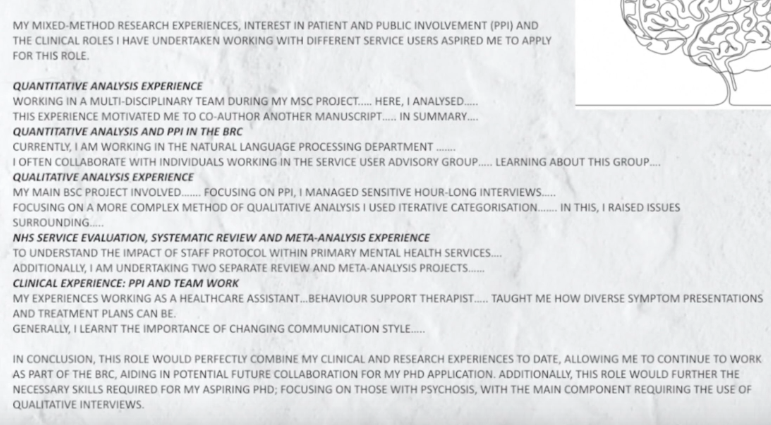 MY MIXED-METHOD RESEARCH EXPERIENCES, INTEREST IN PATIENT AND PUBLIC INVOLVEMENT (PPI) AND
THE CLINICAL ROLES I HAVE UNDERTAKEN WORKING WITH DIFFERENT SERVICE USERS ASPIRED ME TO APPLY
FOR THIS ROLE.
QUANTITATIVE ANALYSIS EXPERIENCE
WORKING IN A MULTI-DISCIPLINARY TEAM DURING MY MSC PROJECT..... HERE, I ANALYSED.....
THIS EXPERIENCE MOTIVATED ME TO CO-AUTHOR ANOTHER MANUSCRIPT..... IN SUMMARY....
QUANTITATIVE ANALYSIS AND PPI IN THE BRC
CURRENTLY, I AM WORKING IN THE NATURAL LANGUAGE PROCESSING DEPARTMENT .......
I OFTEN COLLABORATE WITH INDIVIDUALS WORKING IN THE SERVICE USER ADVISORY GROUP..... LEARNING ABOUT THIS GROUP....
QUALITATIVE ANALYSIS EXPERIENCE
MY MAIN BSC PROJECT INVOLVED....... FOCUSING ON PPI, I MANAGED SENSITIVE HOUR-LONG INTERVIEWS.....
FOCUSING ON A MORE COMPLEX METHOD OF QUALITATIVE ANALYSIS I USED ITERATIVE CATEGORISATION....... IN THIS, I RAISED ISSUES
SURROUNDING.....
NHS SERVICE EVALUATION, SYSTEMATIC REVIEW AND META-ANALYSIS EXPERIENCE
TO UNDERSTAND THE IMPACT OF STAFF PROTOCOL WITHIN PRIMARY MENTAL HEALTH SERVICES....
ADDITIONALLY, I AM UNDERTAKING TWO SEPARATE REVIEW AND META-ANALYSIS PROJECTS......
CLINICAL EXPERIENCE: PPI AND TEAM WORK
MY EXPERIENCES WORKING AS A HEALTHCARE ASSISTANT...BEHAVIOUR SUPPORT THERAPIST..... TAUGHT ME HOW DIVERSE SYMPTOM PRESENTATIONS
AND TREATMENT PLANS CAN BE.
GENERALLY, I LEARNT THE IMPORTANCE OF CHANGING COMMUNICATION STYLE.....
IN CONCLUSION, THIS ROLE WOULD PERFECTLY COMBINE MY CLINICAL AND RESEARCH EXPERIENCES TO DATE, ALLOWING ME TO CONTINUE TO WORK
AS PART OF THE BRC, AIDING IN POTENTIAL FUTURE COLLABORATION FOR MY PHD APPLICATION. ADDITIONALLY, THIS ROLE WOULD FURTHER THE
NECESSARY SKILLS REQUIRED FOR MY ASPIRING PHD; FOCUSING ON THOSE WITH PSYCHOSIS, WITH THE MAIN COMPONENT REQUIRING THE USE OF
QUALITATIVE INTERVIEWS.